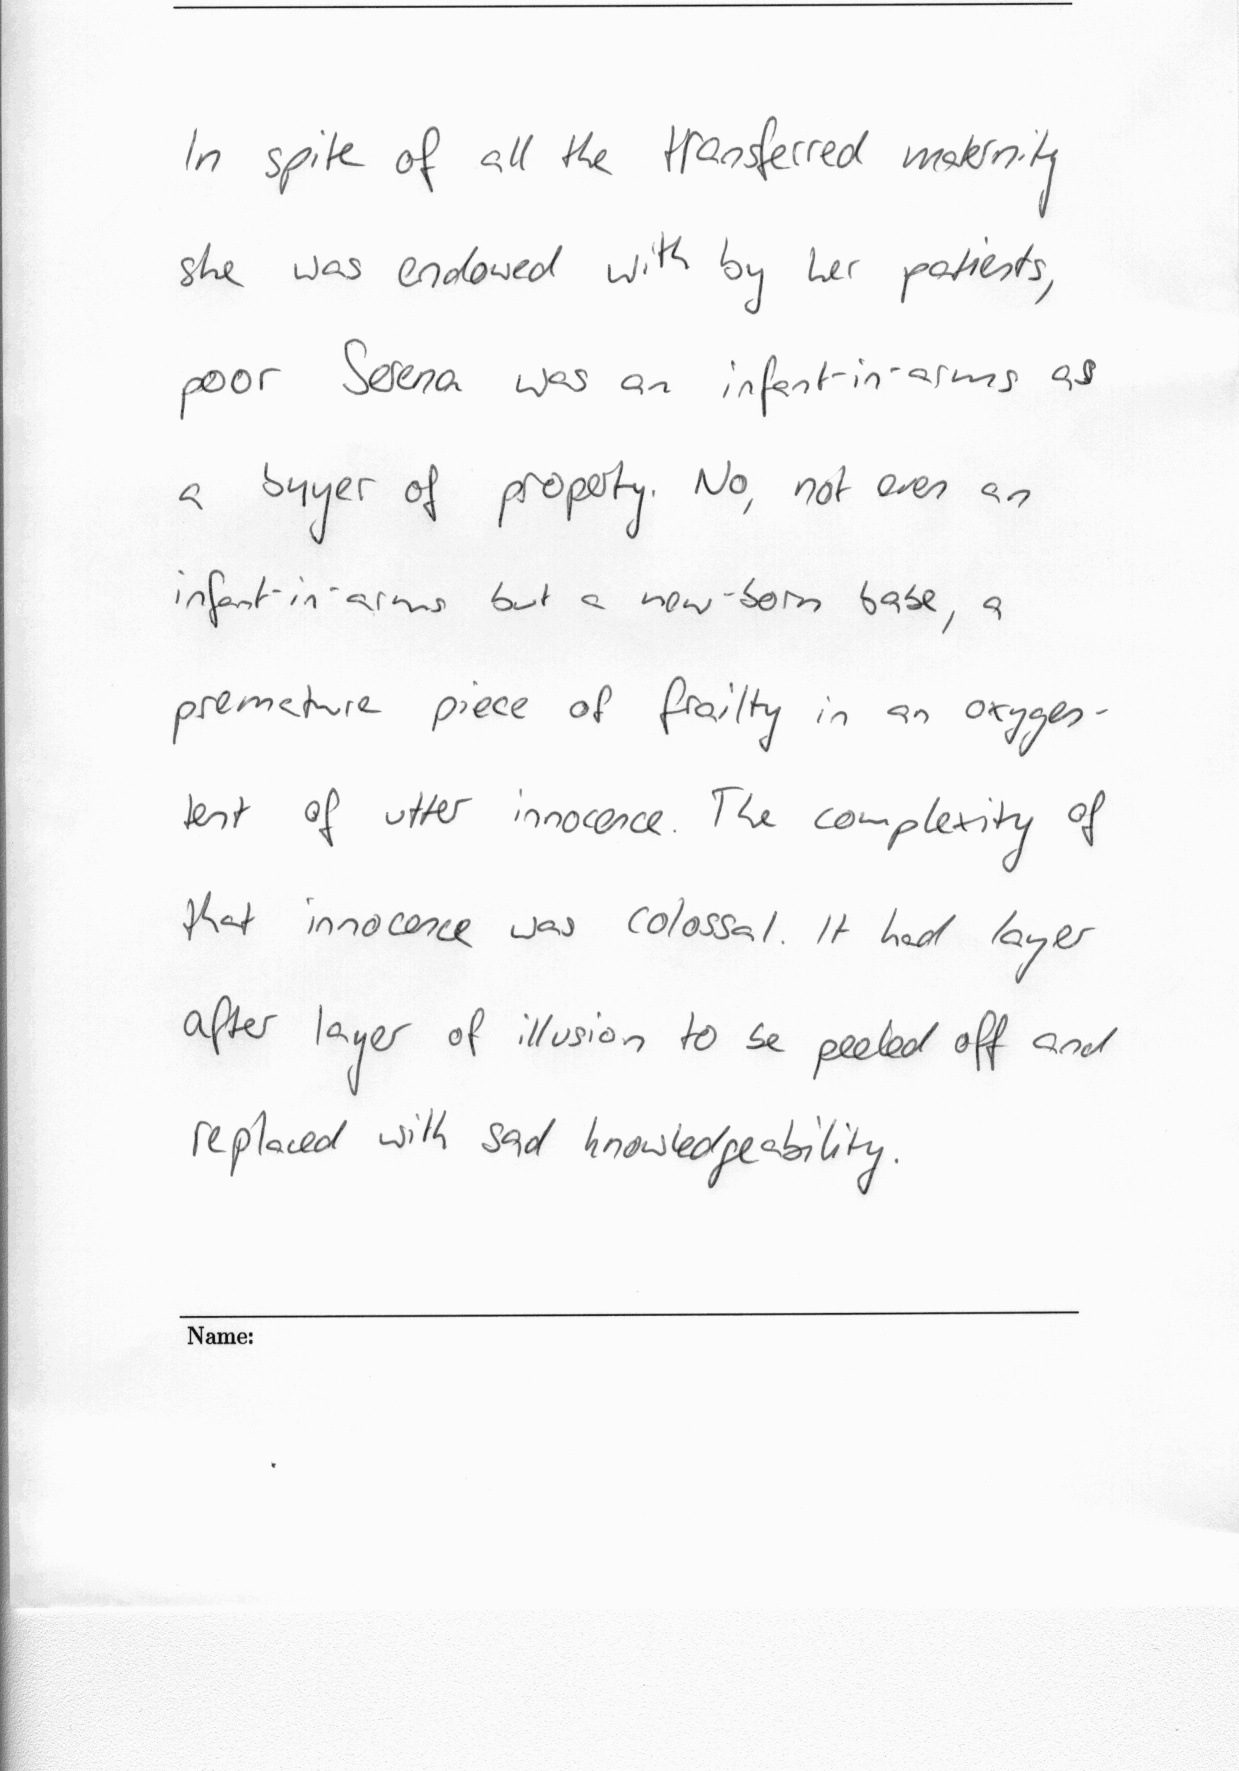 In spite of all the transferred maternity
she was endowed with by her patients,
poor Serena was an infant-in-arms as
a buyer of property. No, not even an
infant-in-arms but a new-born babe, a
premature piece of frailty in an oxygen-
tent of utter innocence. The complexity of
that innocence was colossal. It had layer
after layer of illusion to be peeled off and
replaced with sad knowledgeability.
Name: